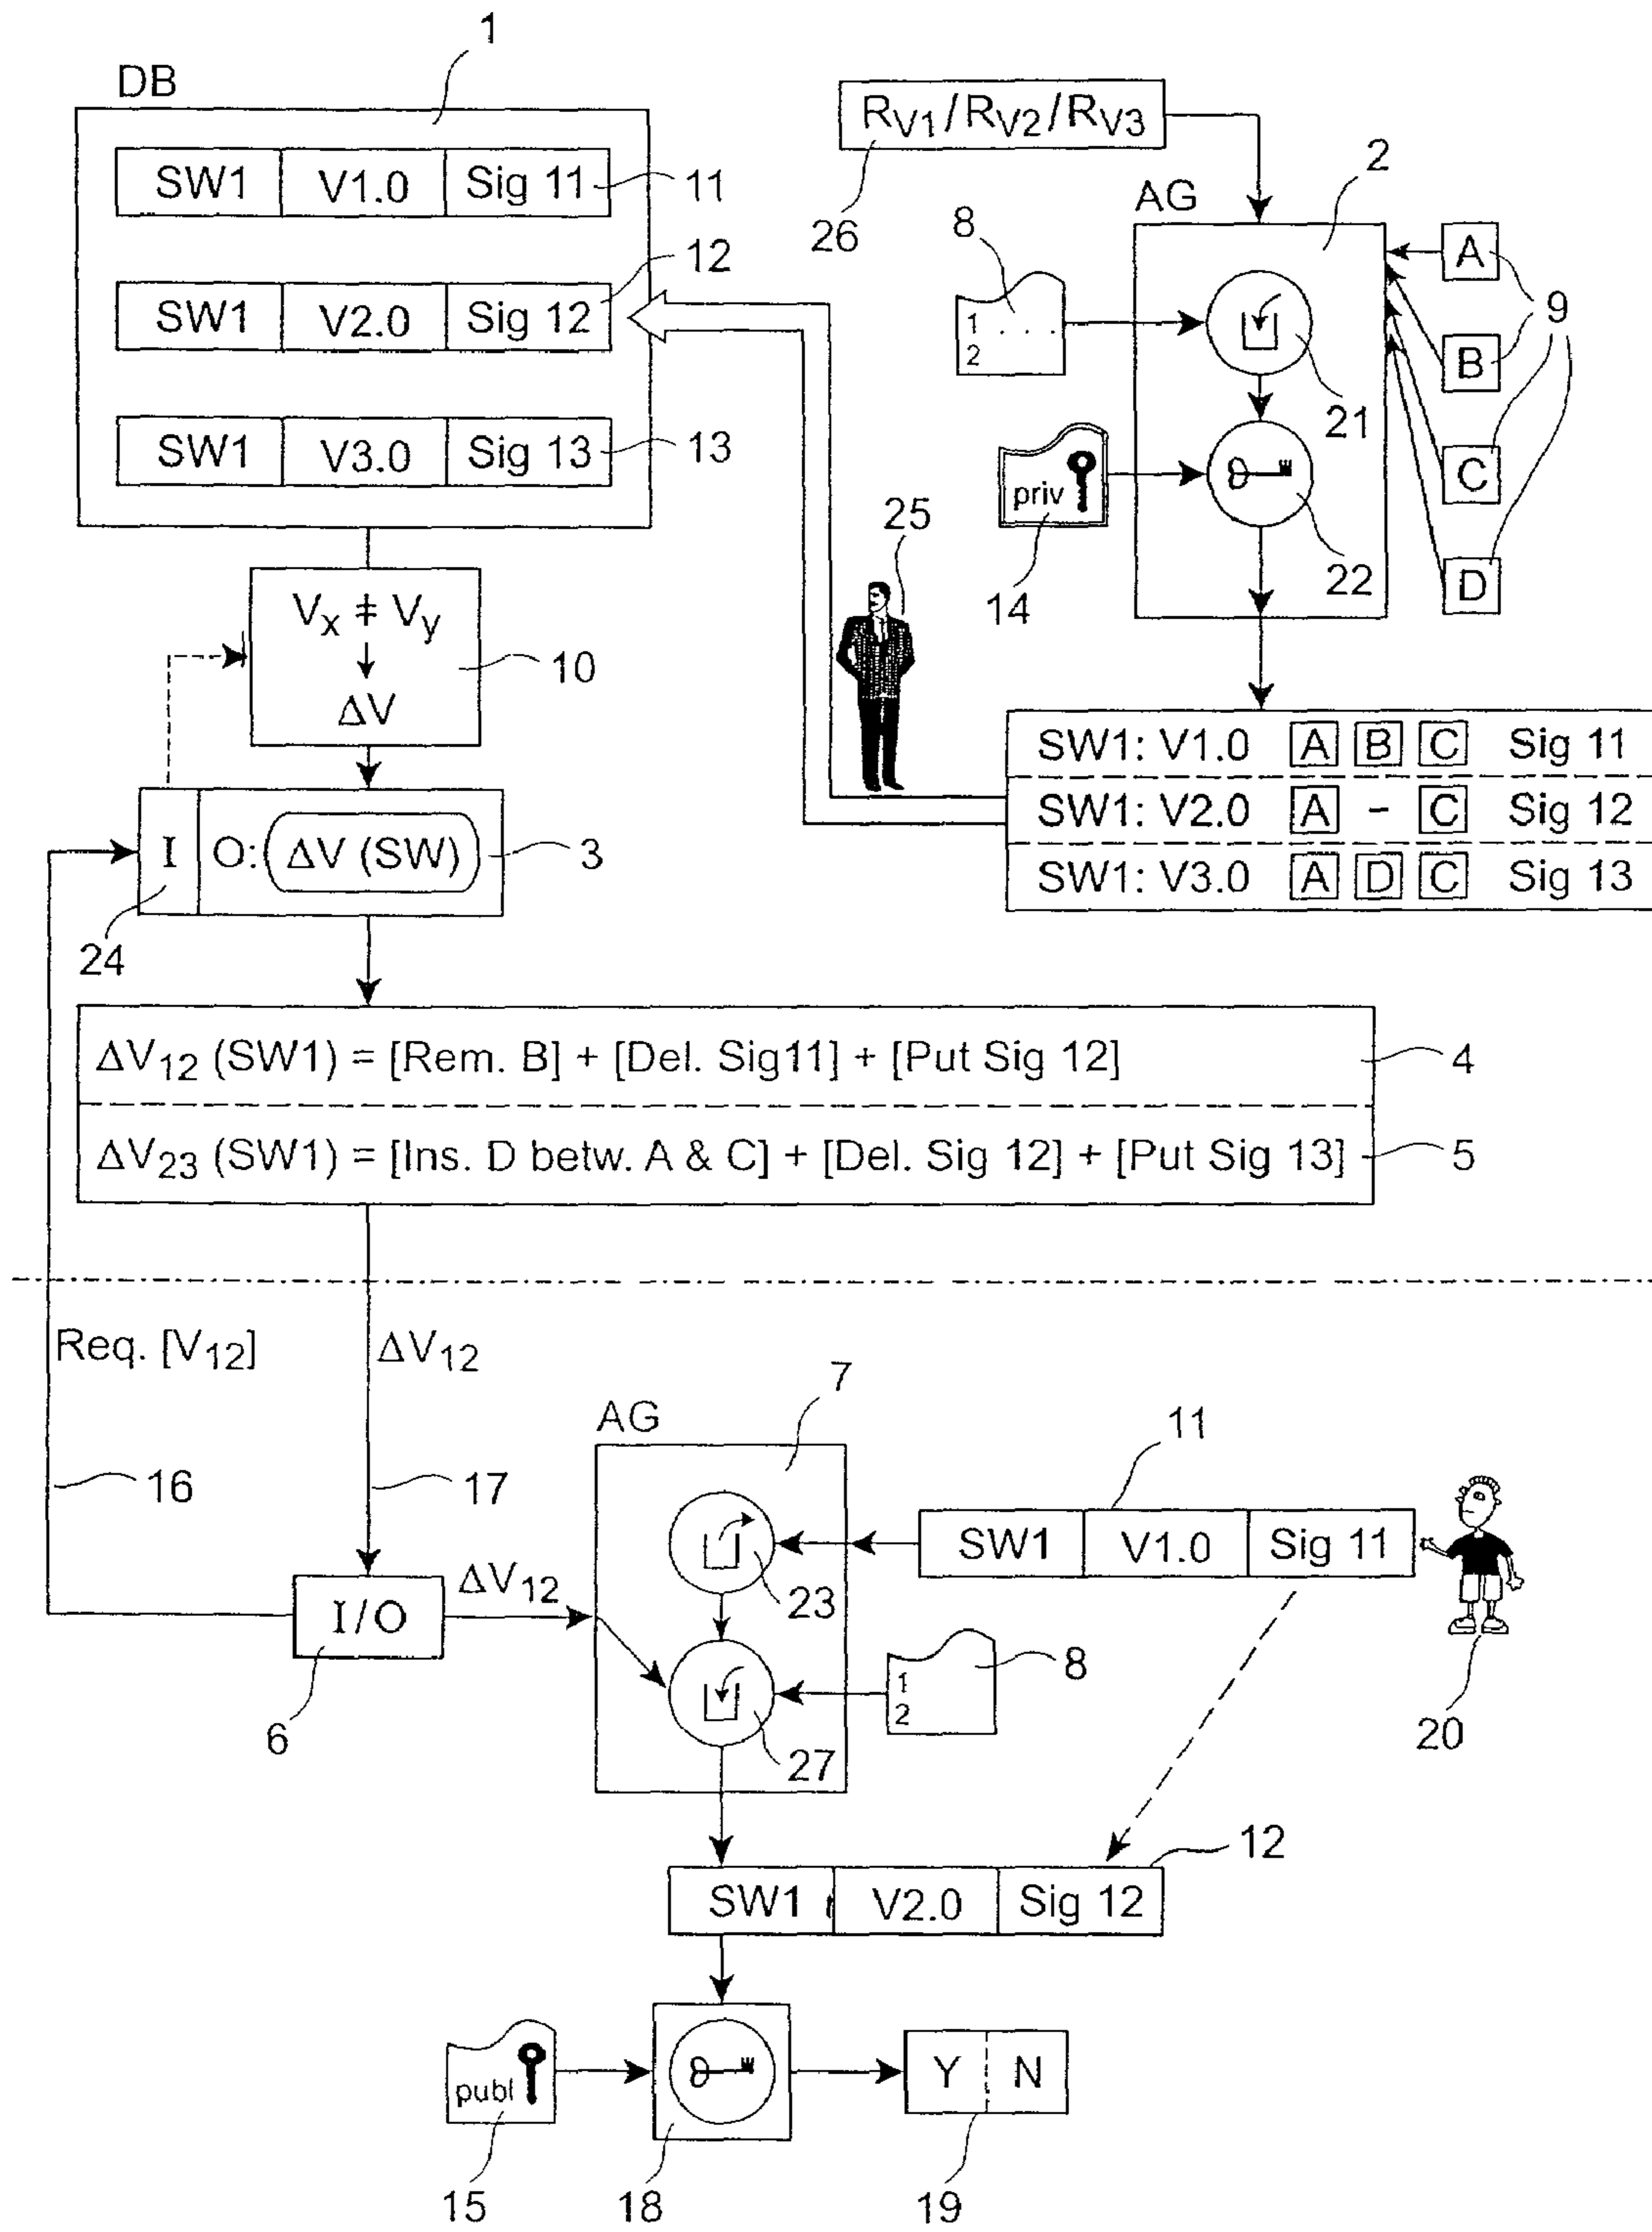 1
DB
SW1 V1.0 Sig 11
11
SW1 V2.0 Sig 12
12
SW1 V3.0 Sig 13
13
RV1/RV2/RV3
26
2
AG
8
1 . . .
2
21
priv
14
22
A
B
C
D
9
25
Vx ≠ Vy
ΔV
10
I O: ΔV (SW)
3
24
SW1: V1.0 A B C Sig 11
SW1: V2.0 A - C Sig 12
SW1: V3.0 A D C Sig 13
ΔV12 (SW1) = [Rem. B] + [Del. Sig11] + [Put Sig 12]
4
ΔV23 (SW1) = [Ins. D betw. A & C] + [Del. Sig 12] + [Put Sig 13]
5
Req. [V12]
ΔV12
16
17
I/O
6
ΔV12
AG
7
23
27
11
SW1 V1.0 Sig 11
20
8
1
2
12
SW1 V2.0 Sig 12
publ
15
18
Y N
19